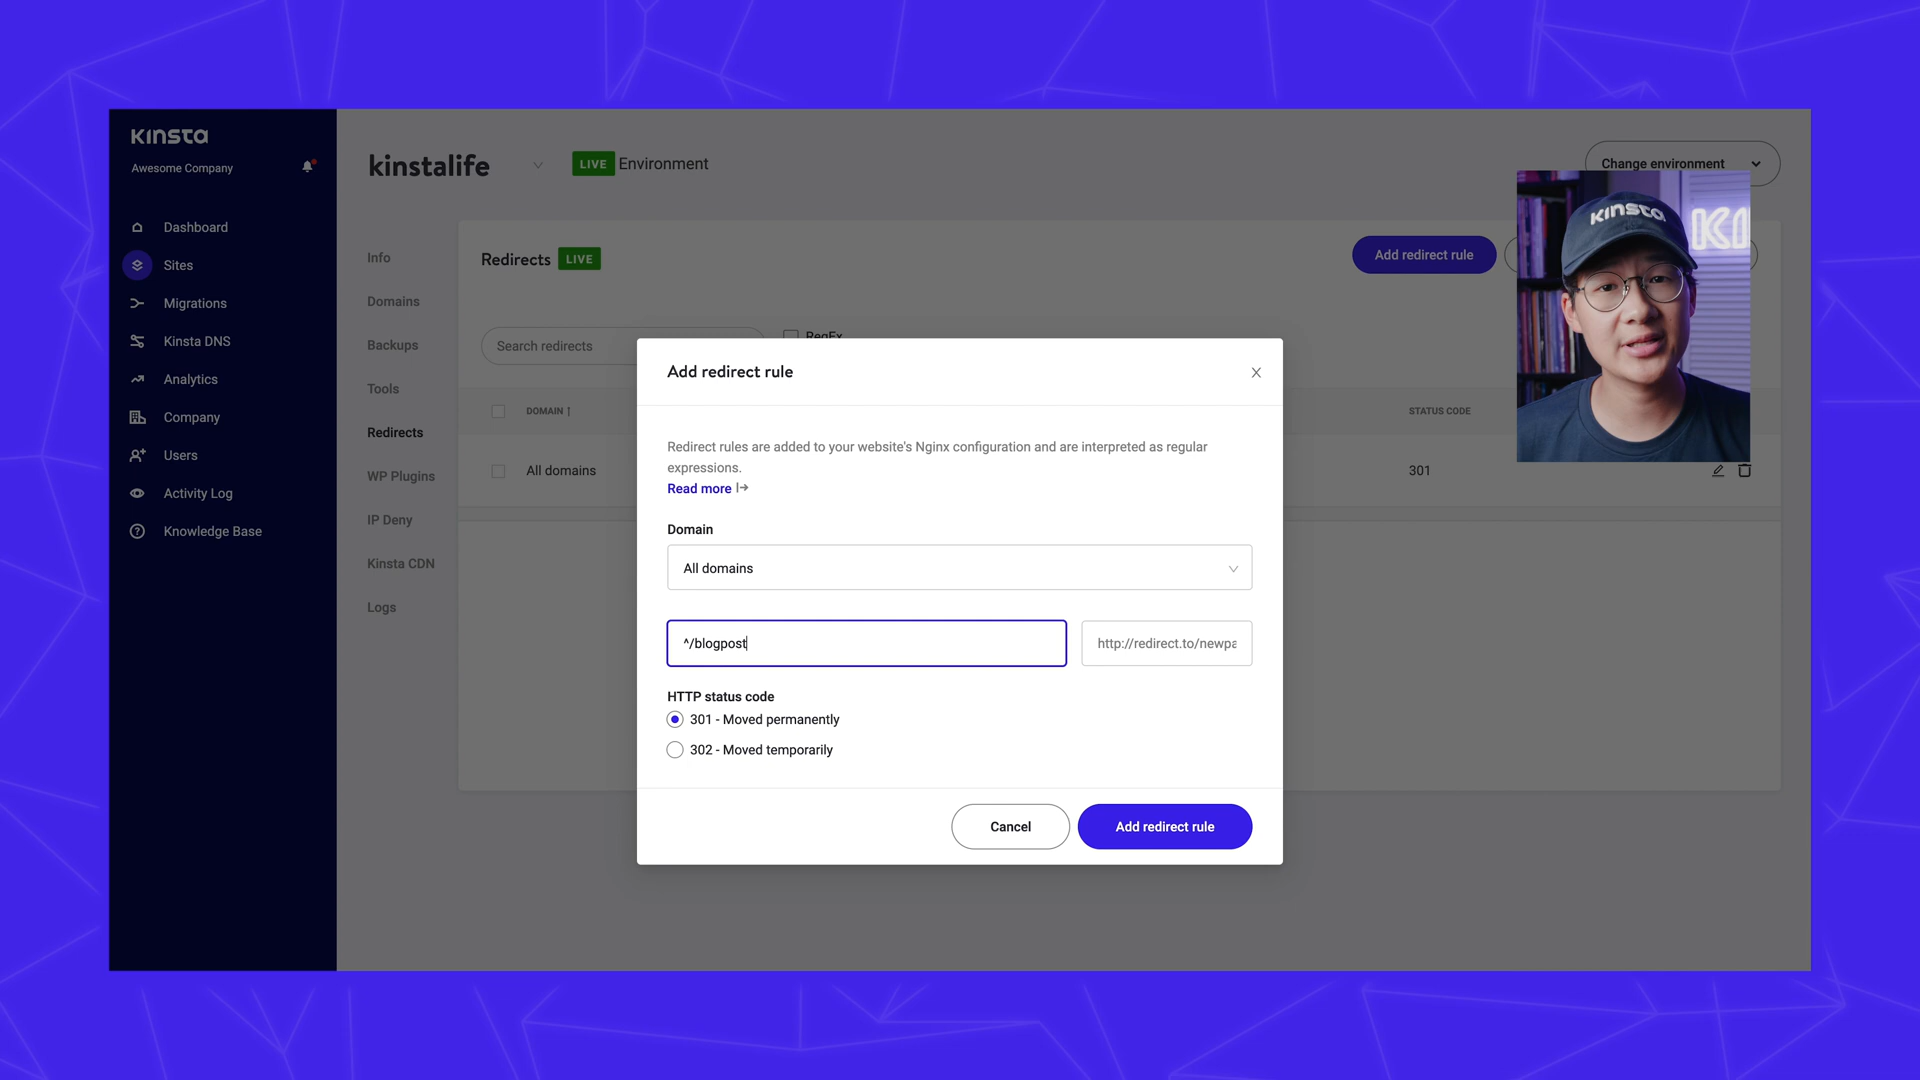 Kinsta
Awesome Company
Dashboard
Sites
Migrations
Kinsta DNS
Analytics
Company
Users
Activity Log
Knowledge Base
kinstalife
LIVE Environment
Change environment
Info
Domains
Backups
Tools
Redirects
WP Plugins
IP Deny
Kinsta CDN
Logs
Redirects LIVE
Add redirect rule
Search redirects
RegEx
DOMAIN
STATUS CODE
All domains
301
Add redirect rule
Redirect rules are added to your website's Nginx configuration and are interpreted as regular
expressions.
Read more
Domain
All domains
^/blogpost
http://redirect.to/newpa
HTTP status code
301 - Moved permanently
302 - Moved temporarily
Cancel
Add redirect rule
Kinsta
KI